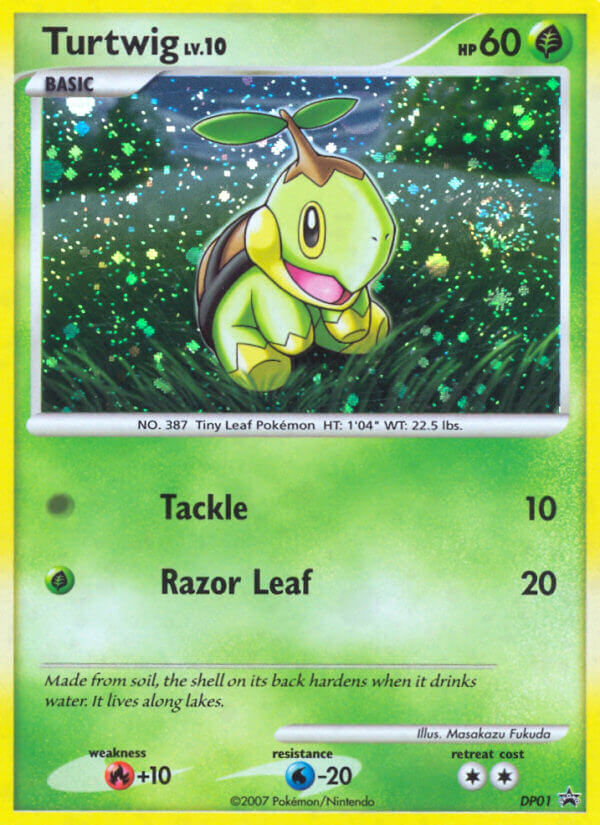 Turtwig LV.10 HP 60
BASIC
NO. 387 Tiny Leaf Pokémon HT: 1'04" WT: 22.5 lbs.
Tackle 10
Razor Leaf 20
Made from soil, the shell on its back hardens when it drinks
water. It lives along lakes.
Illus. Masakazu Fukuda
weakness resistance retreat cost
+10 -20
©2007 Pokémon/Nintendo DP01